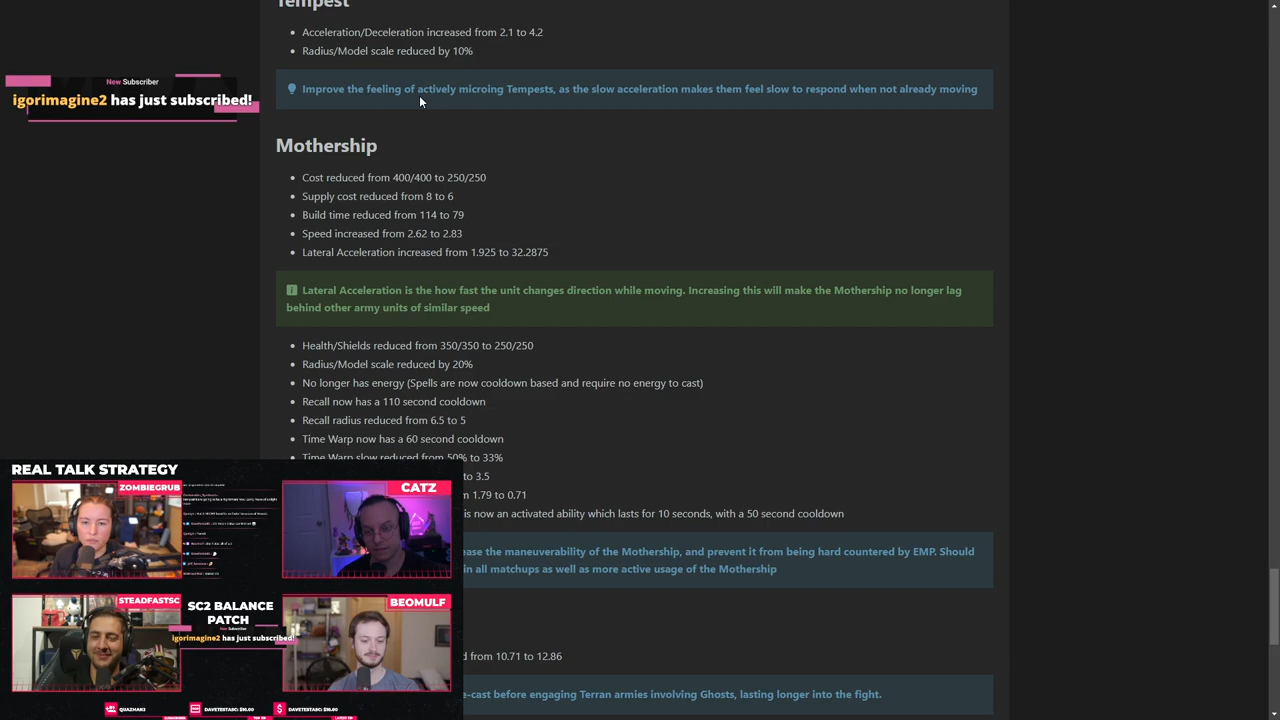 Tempest
Acceleration/Deceleration increased from 2.1 to 4.2
Radius/Model scale reduced by 10%
Improve the feeling of actively microing Tempests, as the slow acceleration makes them feel slow to respond when not already moving
New Subscriber
igorimagine2 has just subscribed!
Mothership
Cost reduced from 400/400 to 250/250
Supply cost reduced from 8 to 6
Build time reduced from 114 to 79
Speed increased from 2.62 to 2.83
Lateral Acceleration increased from 1.925 to 32.2875
Lateral Acceleration is the how fast the unit changes direction while moving. Increasing this will make the Mothership no longer lag
behind other army units of similar speed
Health/Shields reduced from 350/350 to 250/250
Radius/Model scale reduced by 20%
No longer has energy (Spells are now cooldown based and require no energy to cast)
Recall now has a 110 second cooldown
Recall radius reduced from 6.5 to 5
Time Warp now has a 60 second cooldown
Time Warp slow reduced from 50% to 33%
to 3.5
m 1.79 to 0.71
is now an activated ability which lasts for 10 seconds, with a 50 second cooldown
ease the maneuverability of the Mothership, and prevent it from being hard countered by EMP. Should
in all matchups as well as more active usage of the Mothership
d from 10.71 to 12.86
e-cast before engaging Terran armies involving Ghosts, lasting longer into the fight.
REAL TALK STRATEGY
ZOMBIEGRUB
CATZ
STEADFASTSC
SC2 BALANCE
PATCH
New Subscriber
igorimagine2 has just subscribed!
BEOMULF